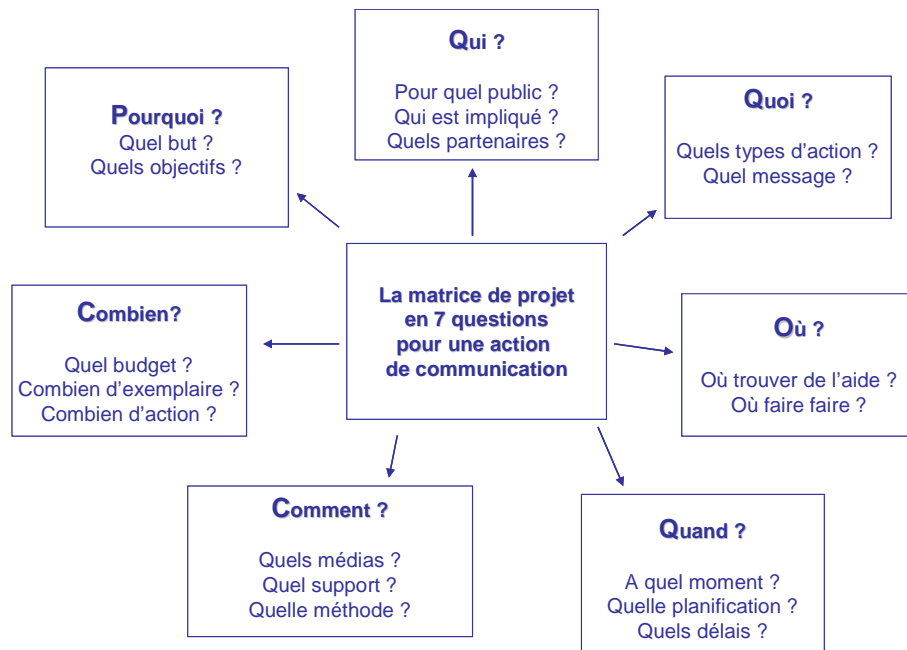 Qui ?
Pour quel public ?
Qui est impliqué ?
Quels partenaires ?
Pourquoi ?
Quel but ?
Quels objectifs ?
Quoi ?
Quels types d'action ?
Quel message ?
La matrice de projet
en 7 questions
pour une action
de communication
Combien?
Quel budget ?
Combien d'exemplaire ?
Combien d'action ?
Où ?
Où trouver de l'aide ?
Où faire faire ?
Comment ?
Quels médias ?
Quel support ?
Quelle méthode ?
Quand ?
A quel moment ?
Quelle planification ?
Quels délais ?